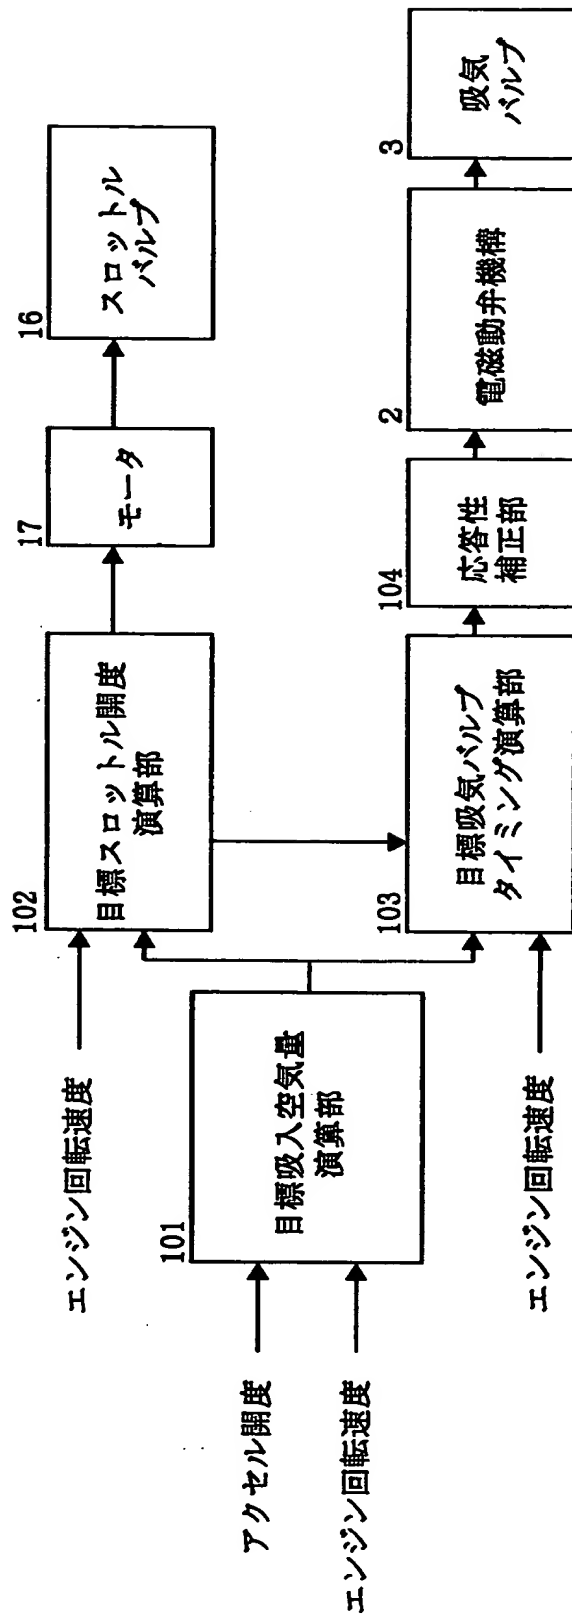 アクセル開度
エンジン回転速度
101
目標吸入空気量
演算部
エンジン回転速度
102
目標スロットル開度
演算部
17
モータ
16
スロットル
バルブ
エンジン回転速度
103
目標吸気バルブ
タイミング演算部
104
応答性
補正部
2
電磁動弁機構
3
吸気
バルブ